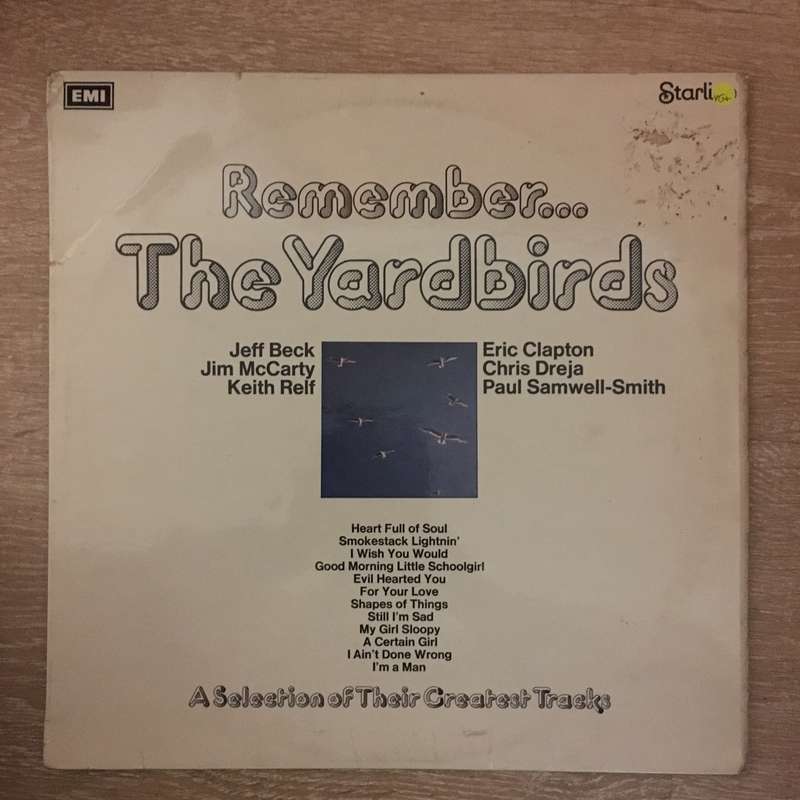 EMI
VG+
Remember...
The Yardbirds
Jeff Beck
Jim McCarty
Keith Relf
Eric Clapton
Chris Dreja
Paul Samwell-Smith
Heart Full of Soul
Smokestack Lightnin'
I Wish You Would
Good Morning Little Schoolgirl
Evil Hearted You
For Your Love
Shapes of Things
Still I'm Sad
My Girl Sloopy
A Certain Girl
I Ain't Done Wrong
I'm a Man
A Selection of Their Greatest Tracks